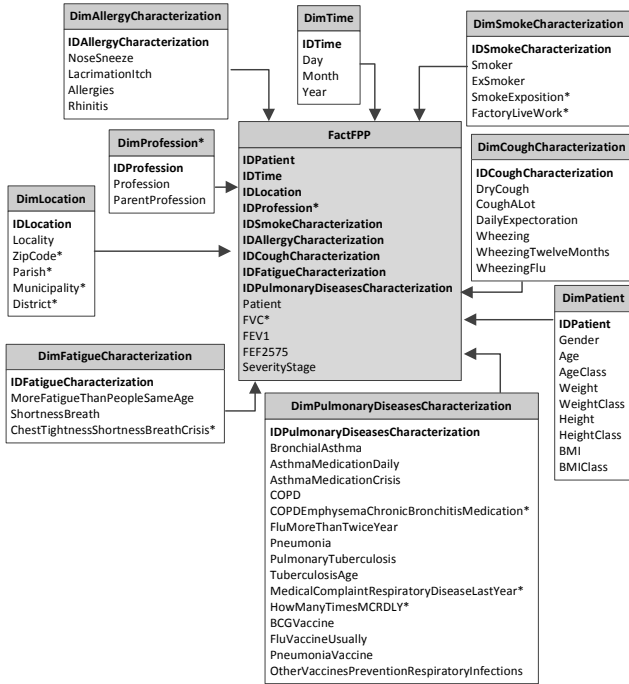 DimAllergyCharacterization
IDAllergyCharacterization
NoseSneeze
LacrimationItch
Allergies
Rhinitis
DimTime
IDTime
Day
Month
Year
DimSmokeCharacterization
IDSmokeCharacterization
Smoker
ExSmoker
SmokeExposition*
FactoryLiveWork*
DimProfession*
IDProfession
Profession
ParentProfession
FactFPP
IDPatient
IDTime
IDLocation
IDProfession*
IDSmokeCharacterization
IDAllergyCharacterization
IDCoughCharacterization
IDFatigueCharacterization
IDPulmonaryDiseasesCharacterization
Patient
FVC*
FEV1
FEF2575
SeverityStage
DimCoughCharacterization
IDCoughCharacterization
DryCough
CoughALot
DailyExpectoration
Wheezing
WheezingTwelveMonths
WheezingFlu
DimLocation
IDLocation
Locality
ZipCode*
Parish*
Municipality*
District*
DimPatient
IDPatient
Gender
Age
AgeClass
Weight
WeightClass
Height
HeightClass
BMI
BMIClass
DimFatigueCharacterization
IDFatigueCharacterization
MoreFatigueThanPeopleSameAge
ShortnessBreath
ChestTightnessShortnessBreathCrisis*
DimPulmonaryDiseasesCharacterization
IDPulmonaryDiseasesCharacterization
BronchialAsthma
AsthmaMedicationDaily
AsthmaMedicationCrisis
COPD
COPDEmphysemaChronicBronchitisMedication*
FluMoreThanTwiceYear
Pneumonia
PulmonaryTuberculosis
TuberculosisAge
MedicalComplaintRespiratoryDiseaseLastYear*
HowManyTimesMCRDLY*
BCGVaccine
FluVaccineUsually
PneumoniaVaccine
OtherVaccinesPreventionRespiratoryInfections